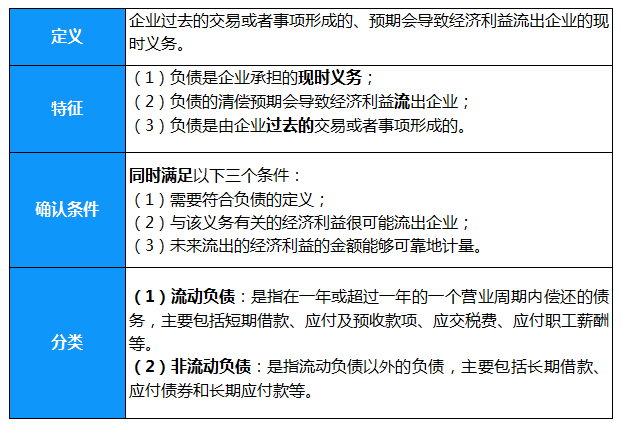 定义
企业过去的交易或者事项形成的、预期会导致经济利益流出企业的现
时义务。
特征
（1）负债是企业承担的现时义务；
（2）负债的清偿预期会导致经济利益流出企业；
（3）负债是由企业过去的交易或者事项形成的。
确认条件
同时满足以下三个条件：
（1）需要符合负债的定义；
（2）与该义务有关的经济利益很可能流出企业；
（3）未来流出的经济利益的金额能够可靠地计量。
分类
（1）流动负债：是指在一年或超过一年的一个营业周期内偿还的债
务，主要包括短期借款、应付及预收款项、应交税费、应付职工薪酬
等。
（2）非流动负债：是指流动负债以外的负债，主要包括长期借款、
应付债券和长期应付款等。